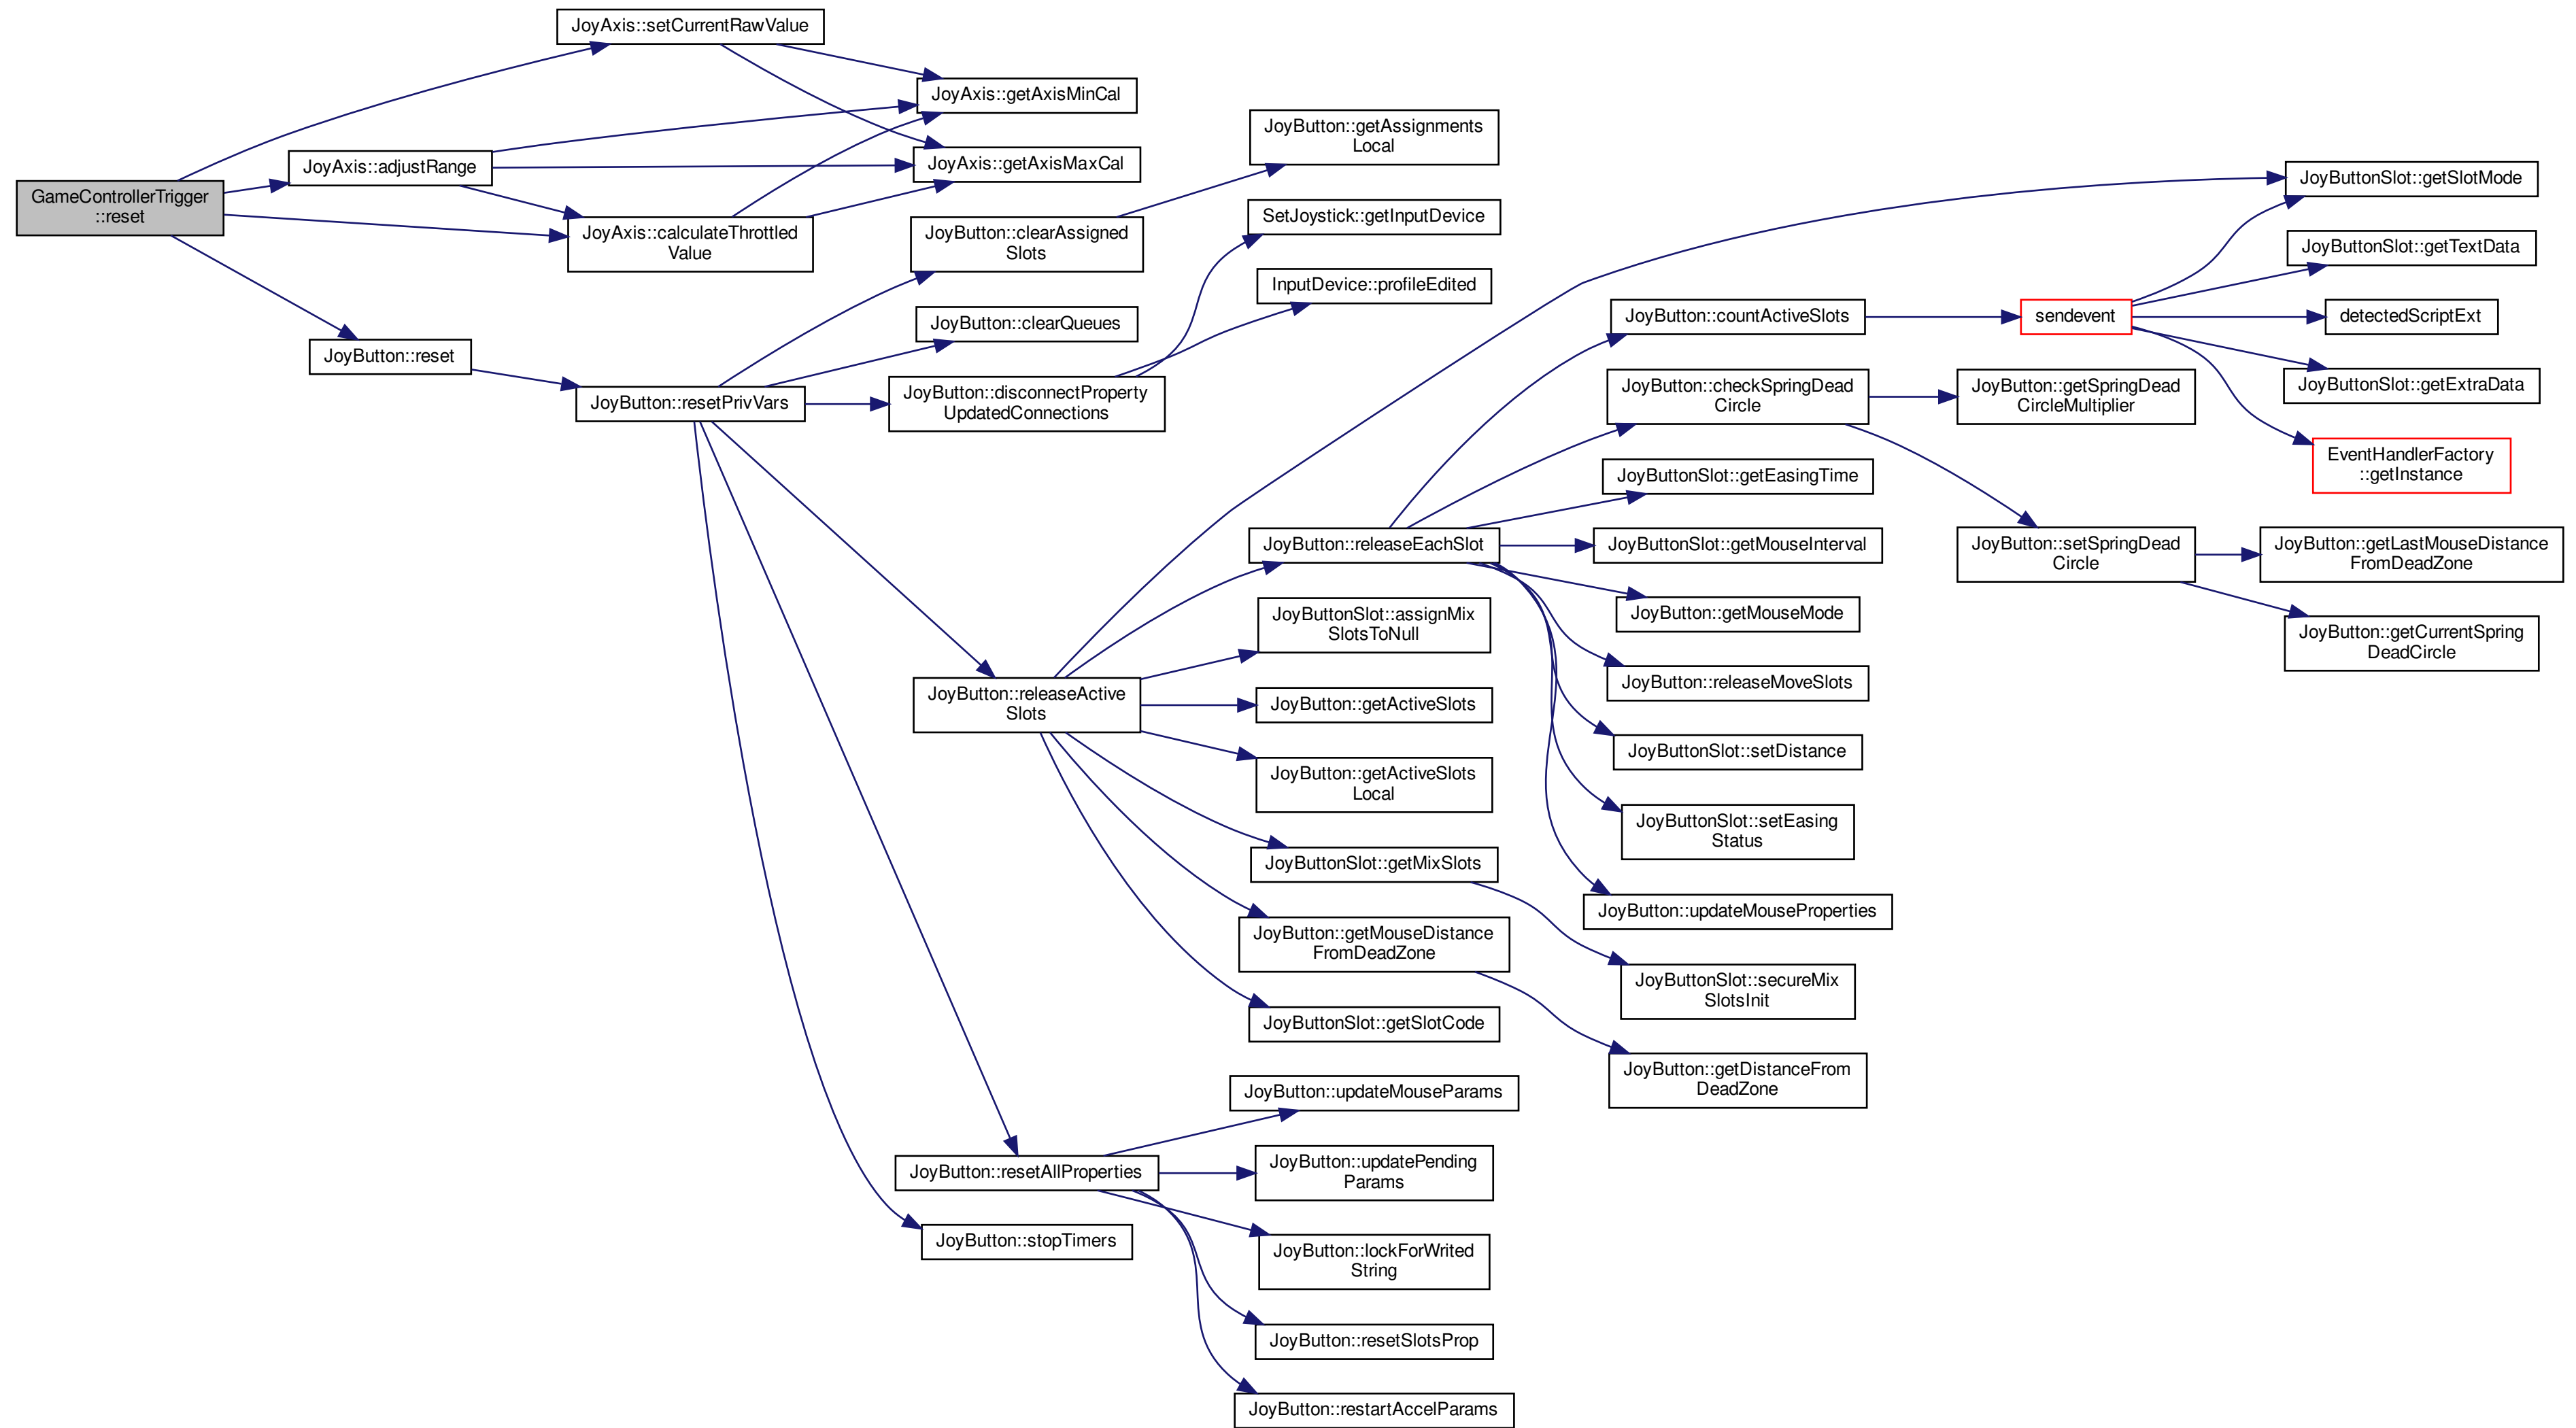 GameControllerTrigger
::reset
JoyAxis::setCurrentRawValue
JoyAxis::adjustRange
JoyAxis::calculateThrottled
Value
JoyButton::reset
JoyAxis::getAxisMinCal
JoyAxis::getAxisMaxCal
JoyButton::resetPrivVars
JoyButton::clearAssigned
Slots
JoyButton::clearQueues
JoyButton::disconnectProperty
UpdatedConnections
JoyButton::releaseActive
Slots
JoyButton::resetAllProperties
JoyButton::stopTimers
JoyButton::getAssignments
Local
SetJoystick::getInputDevice
InputDevice::profileEdited
JoyButton::releaseEachSlot
JoyButtonSlot::assignMix
SlotsToNull
JoyButton::getActiveSlots
JoyButton::getActiveSlots
Local
JoyButtonSlot::getMixSlots
JoyButton::getMouseDistance
FromDeadZone
JoyButtonSlot::getSlotCode
JoyButton::updateMouseParams
JoyButton::updatePending
Params
JoyButton::lockForWrited
String
JoyButton::resetSlotsProp
JoyButton::restartAccelParams
JoyButton::countActiveSlots
JoyButton::checkSpringDead
Circle
JoyButtonSlot::getEasingTime
JoyButtonSlot::getMouseInterval
JoyButton::getMouseMode
JoyButton::releaseMoveSlots
JoyButtonSlot::setDistance
JoyButtonSlot::setEasing
Status
JoyButton::updateMouseProperties
JoyButtonSlot::secureMix
SlotsInit
JoyButton::getDistanceFrom
DeadZone
sendevent
JoyButton::getSpringDead
CircleMultiplier
JoyButton::setSpringDead
Circle
JoyButtonSlot::getSlotMode
JoyButtonSlot::getTextData
detectedScriptExt
JoyButtonSlot::getExtraData
EventHandlerFactory
::getInstance
JoyButton::getLastMouseDistance
FromDeadZone
JoyButton::getCurrentSpring
DeadCircle